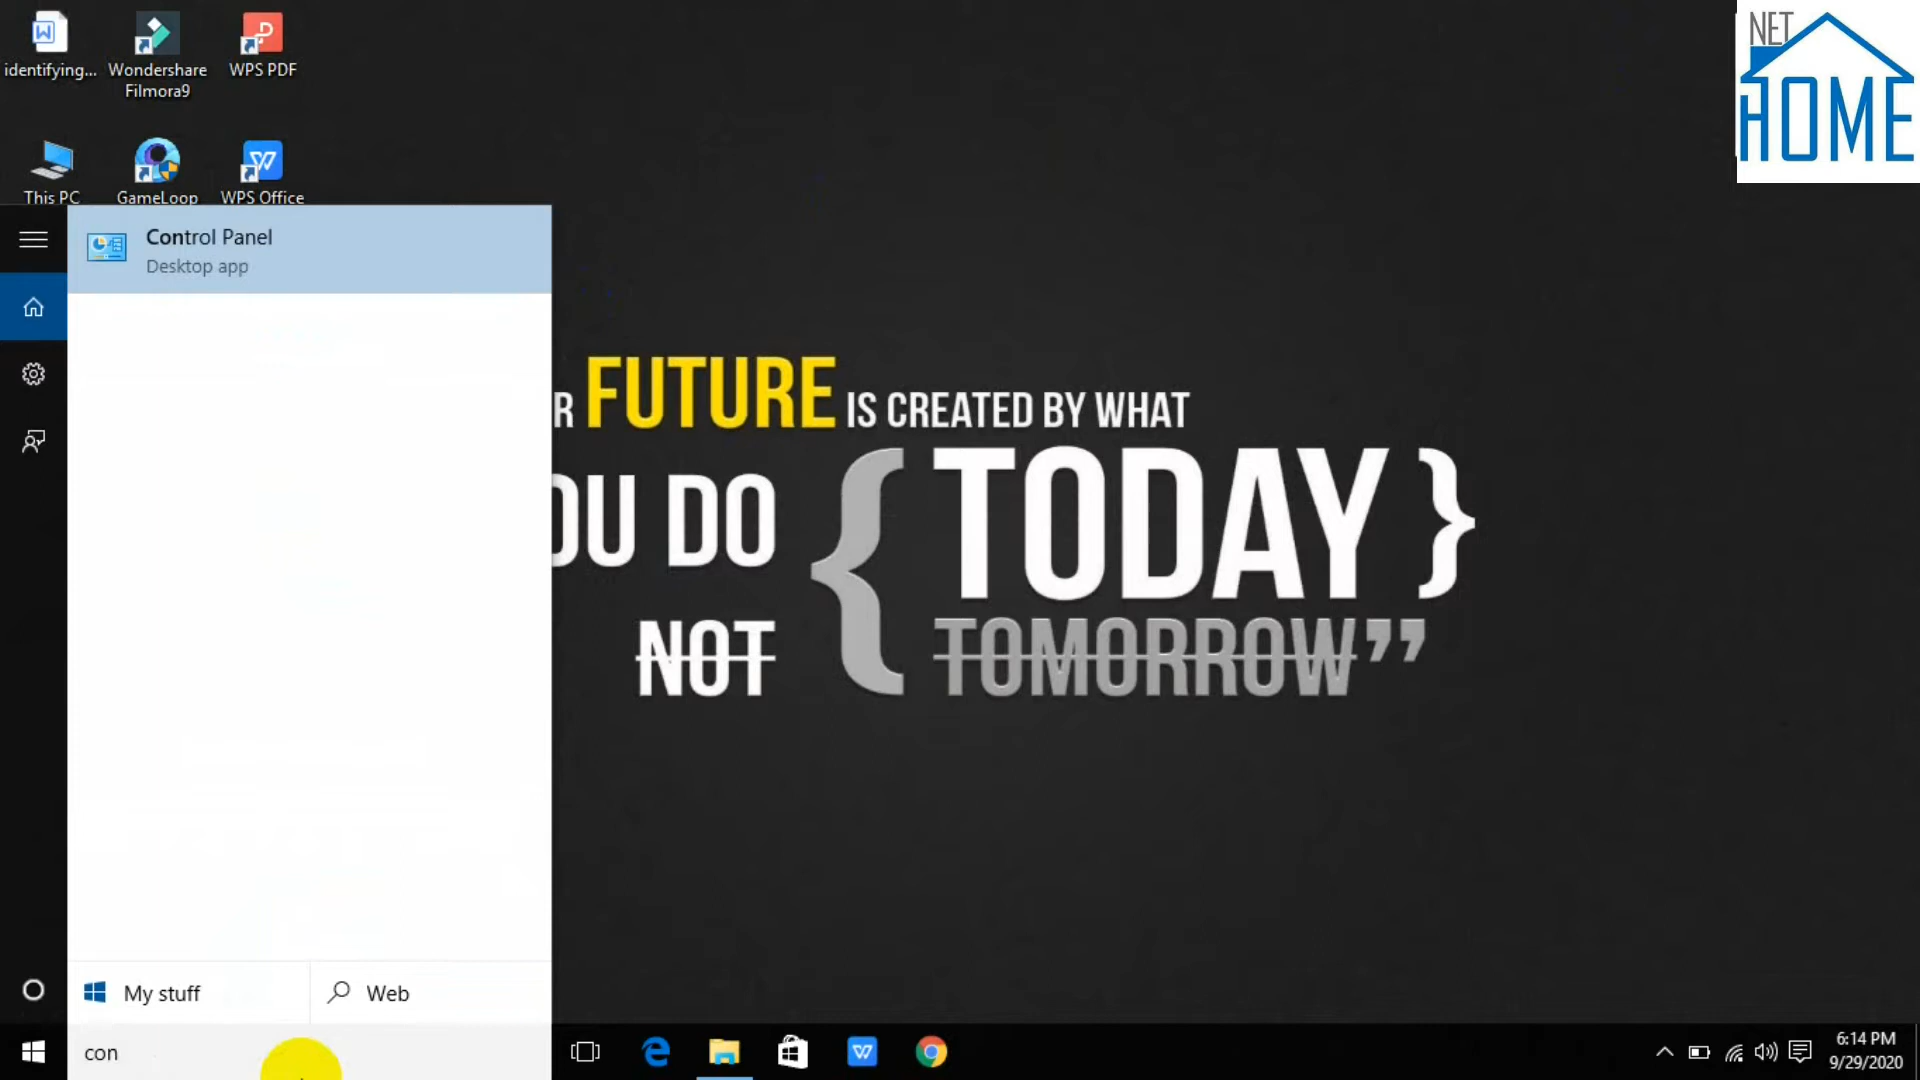 identifying...
Wondershare
Filmora9
WPS PDF
NET
HOME
This PC
GameLoop
WPS Office
Control Panel
Desktop app
R FUTURE IS CREATED BY WHAT
OU DO { TODAY }
NOT TOMORROW”
My stuff
Web
con
6:14 PM
9/29/2020